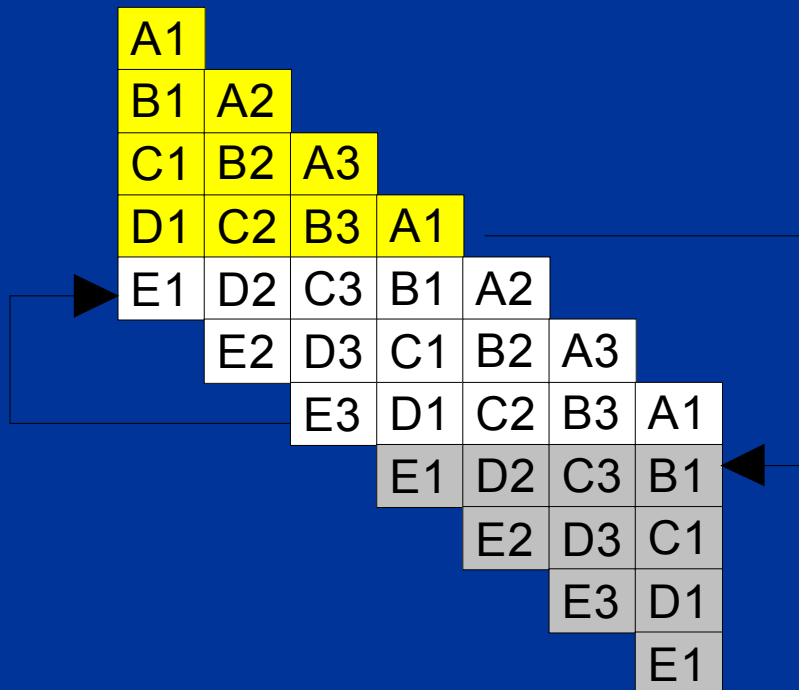 A1
B1 A2
C1 B2 A3
D1 C2 B3 A1
E1 D2 C3 B1 A2
E2 D3 C1 B2 A3
E3 D1 C2 B3 A1
E1 D2 C3 B1
E2 D3 C1
E3 D1
E1